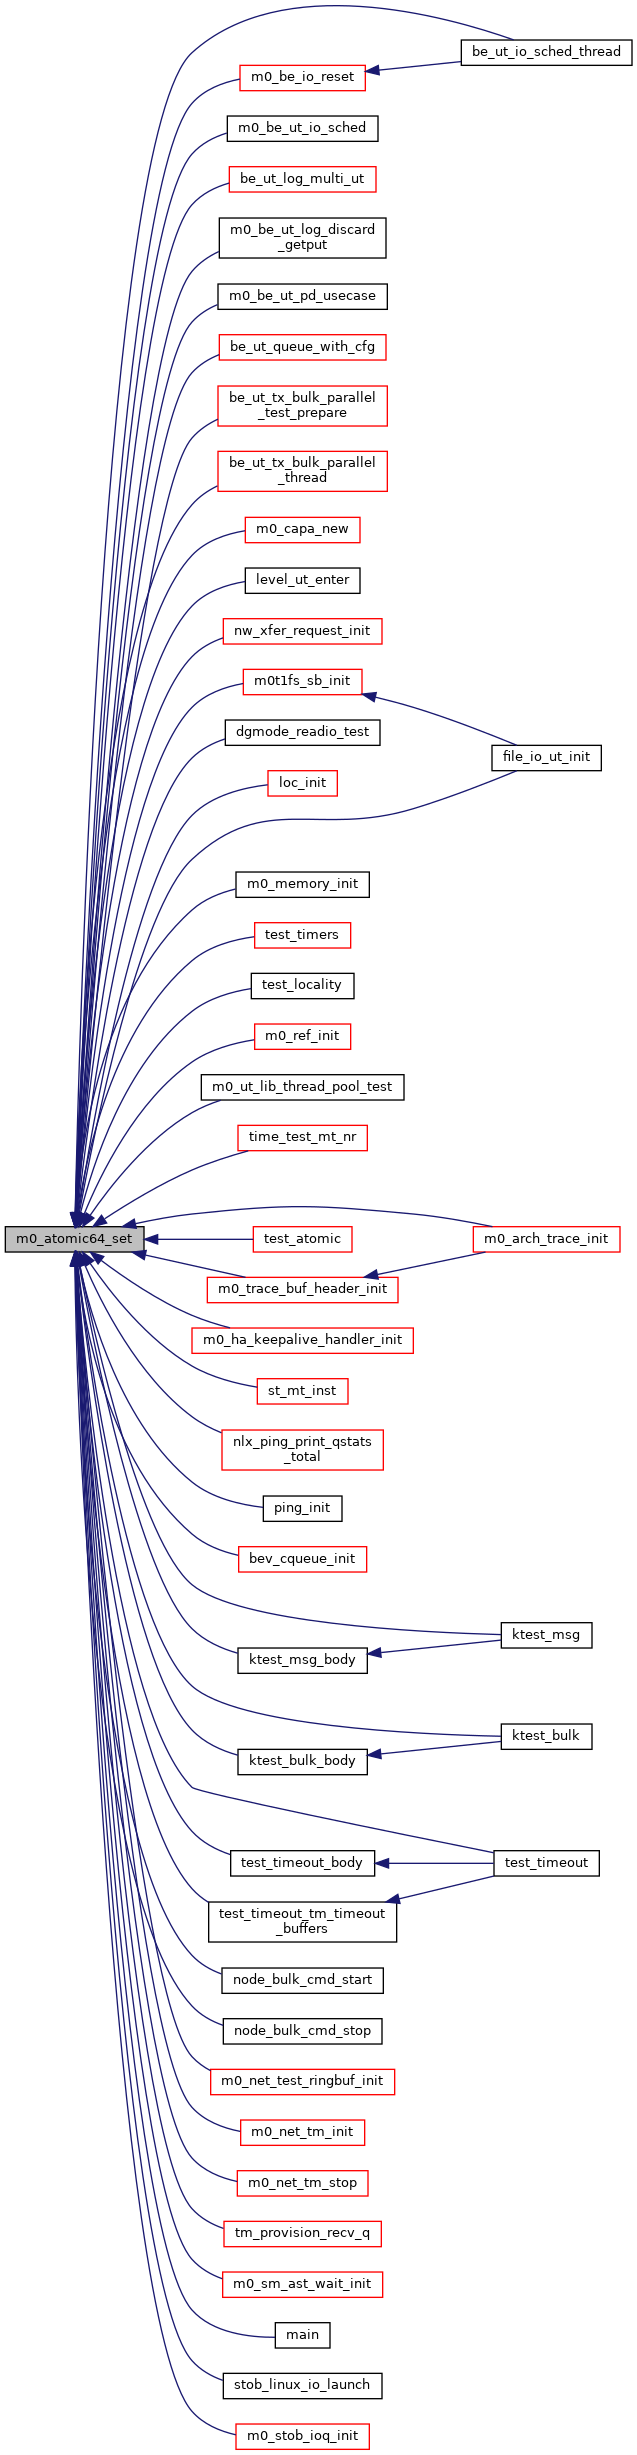 be_ut_io_sched_thread
m0_be_io_reset
m0_be_ut_io_sched
be_ut_log_multi_ut
m0_be_ut_log_discard
_getput
m0_be_ut_pd_usecase
be_ut_queue_with_cfg
be_ut_tx_bulk_parallel
_test_prepare
be_ut_tx_bulk_parallel
_thread
m0_capa_new
level_ut_enter
nw_xfer_request_init
m0t1fs_sb_init
dgmode_readio_test
file_io_ut_init
loc_init
m0_memory_init
test_timers
test_locality
m0_ref_init
m0_ut_lib_thread_pool_test
time_test_mt_nr
m0_atomic64_set
test_atomic
m0_arch_trace_init
m0_trace_buf_header_init
m0_ha_keepalive_handler_init
st_mt_inst
nlx_ping_print_qstats
_total
ping_init
bev_cqueue_init
ktest_msg
ktest_msg_body
ktest_bulk
ktest_bulk_body
test_timeout_body
test_timeout
test_timeout_tm_timeout
_buffers
node_bulk_cmd_start
node_bulk_cmd_stop
m0_net_test_ringbuf_init
m0_net_tm_init
m0_net_tm_stop
tm_provision_recv_q
m0_sm_ast_wait_init
main
stob_linux_io_launch
m0_stob_ioq_init